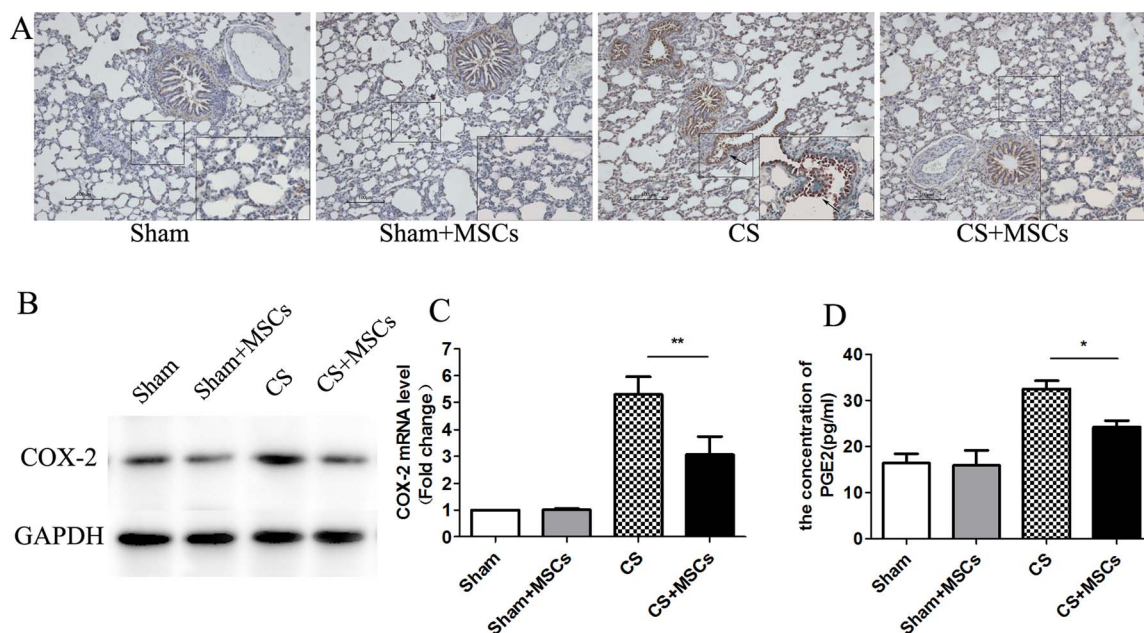 A
Sham
Sham+MSCs
CS
CS+MSCs
B
Sham
Sham+MSCs
CS
CS+MSCs
COX-2
GAPDH
C
COX-2 mRNA level
(Fold change)
7
6
5
4
3
2
1
0
**
Sham
Sham+MSCs
CS
CS+MSCs
D
the concentration of
PGE2(pg/ml)
40
30
20
10
0
*
Sham
Sham+MSCs
CS
CS+MSCs